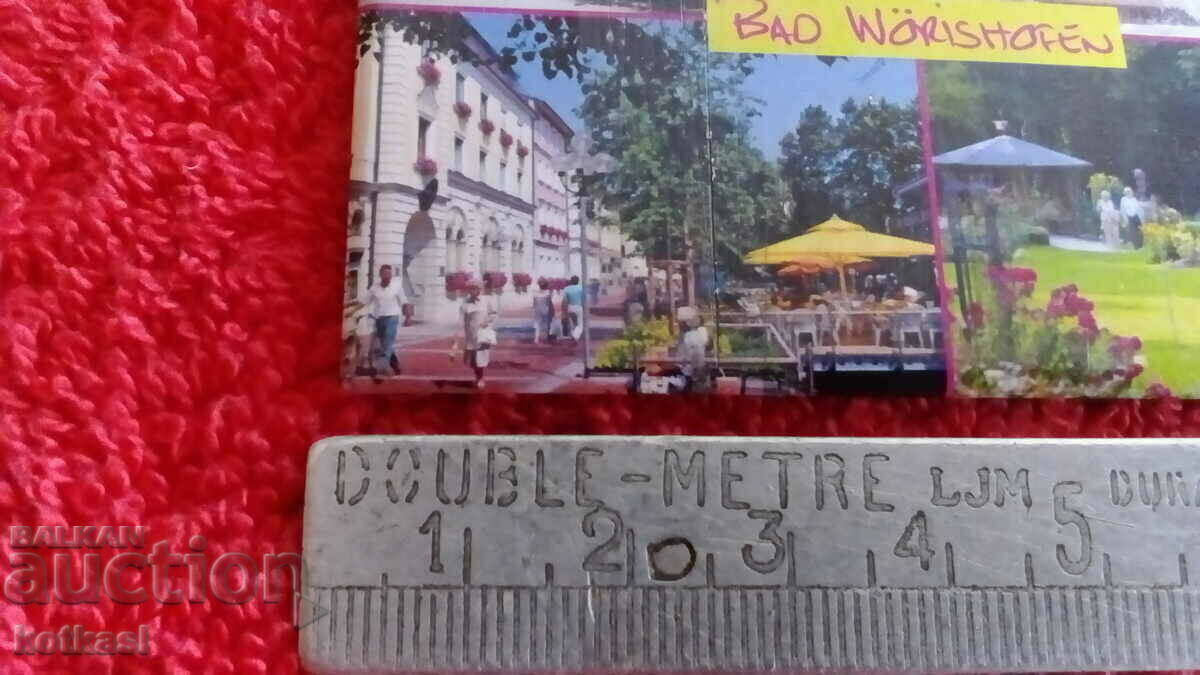 BAD WÖRISHOFEN
DOUBLE-METRE LJM
1 2 3 4 5
BALKAN
auction
kotkasl